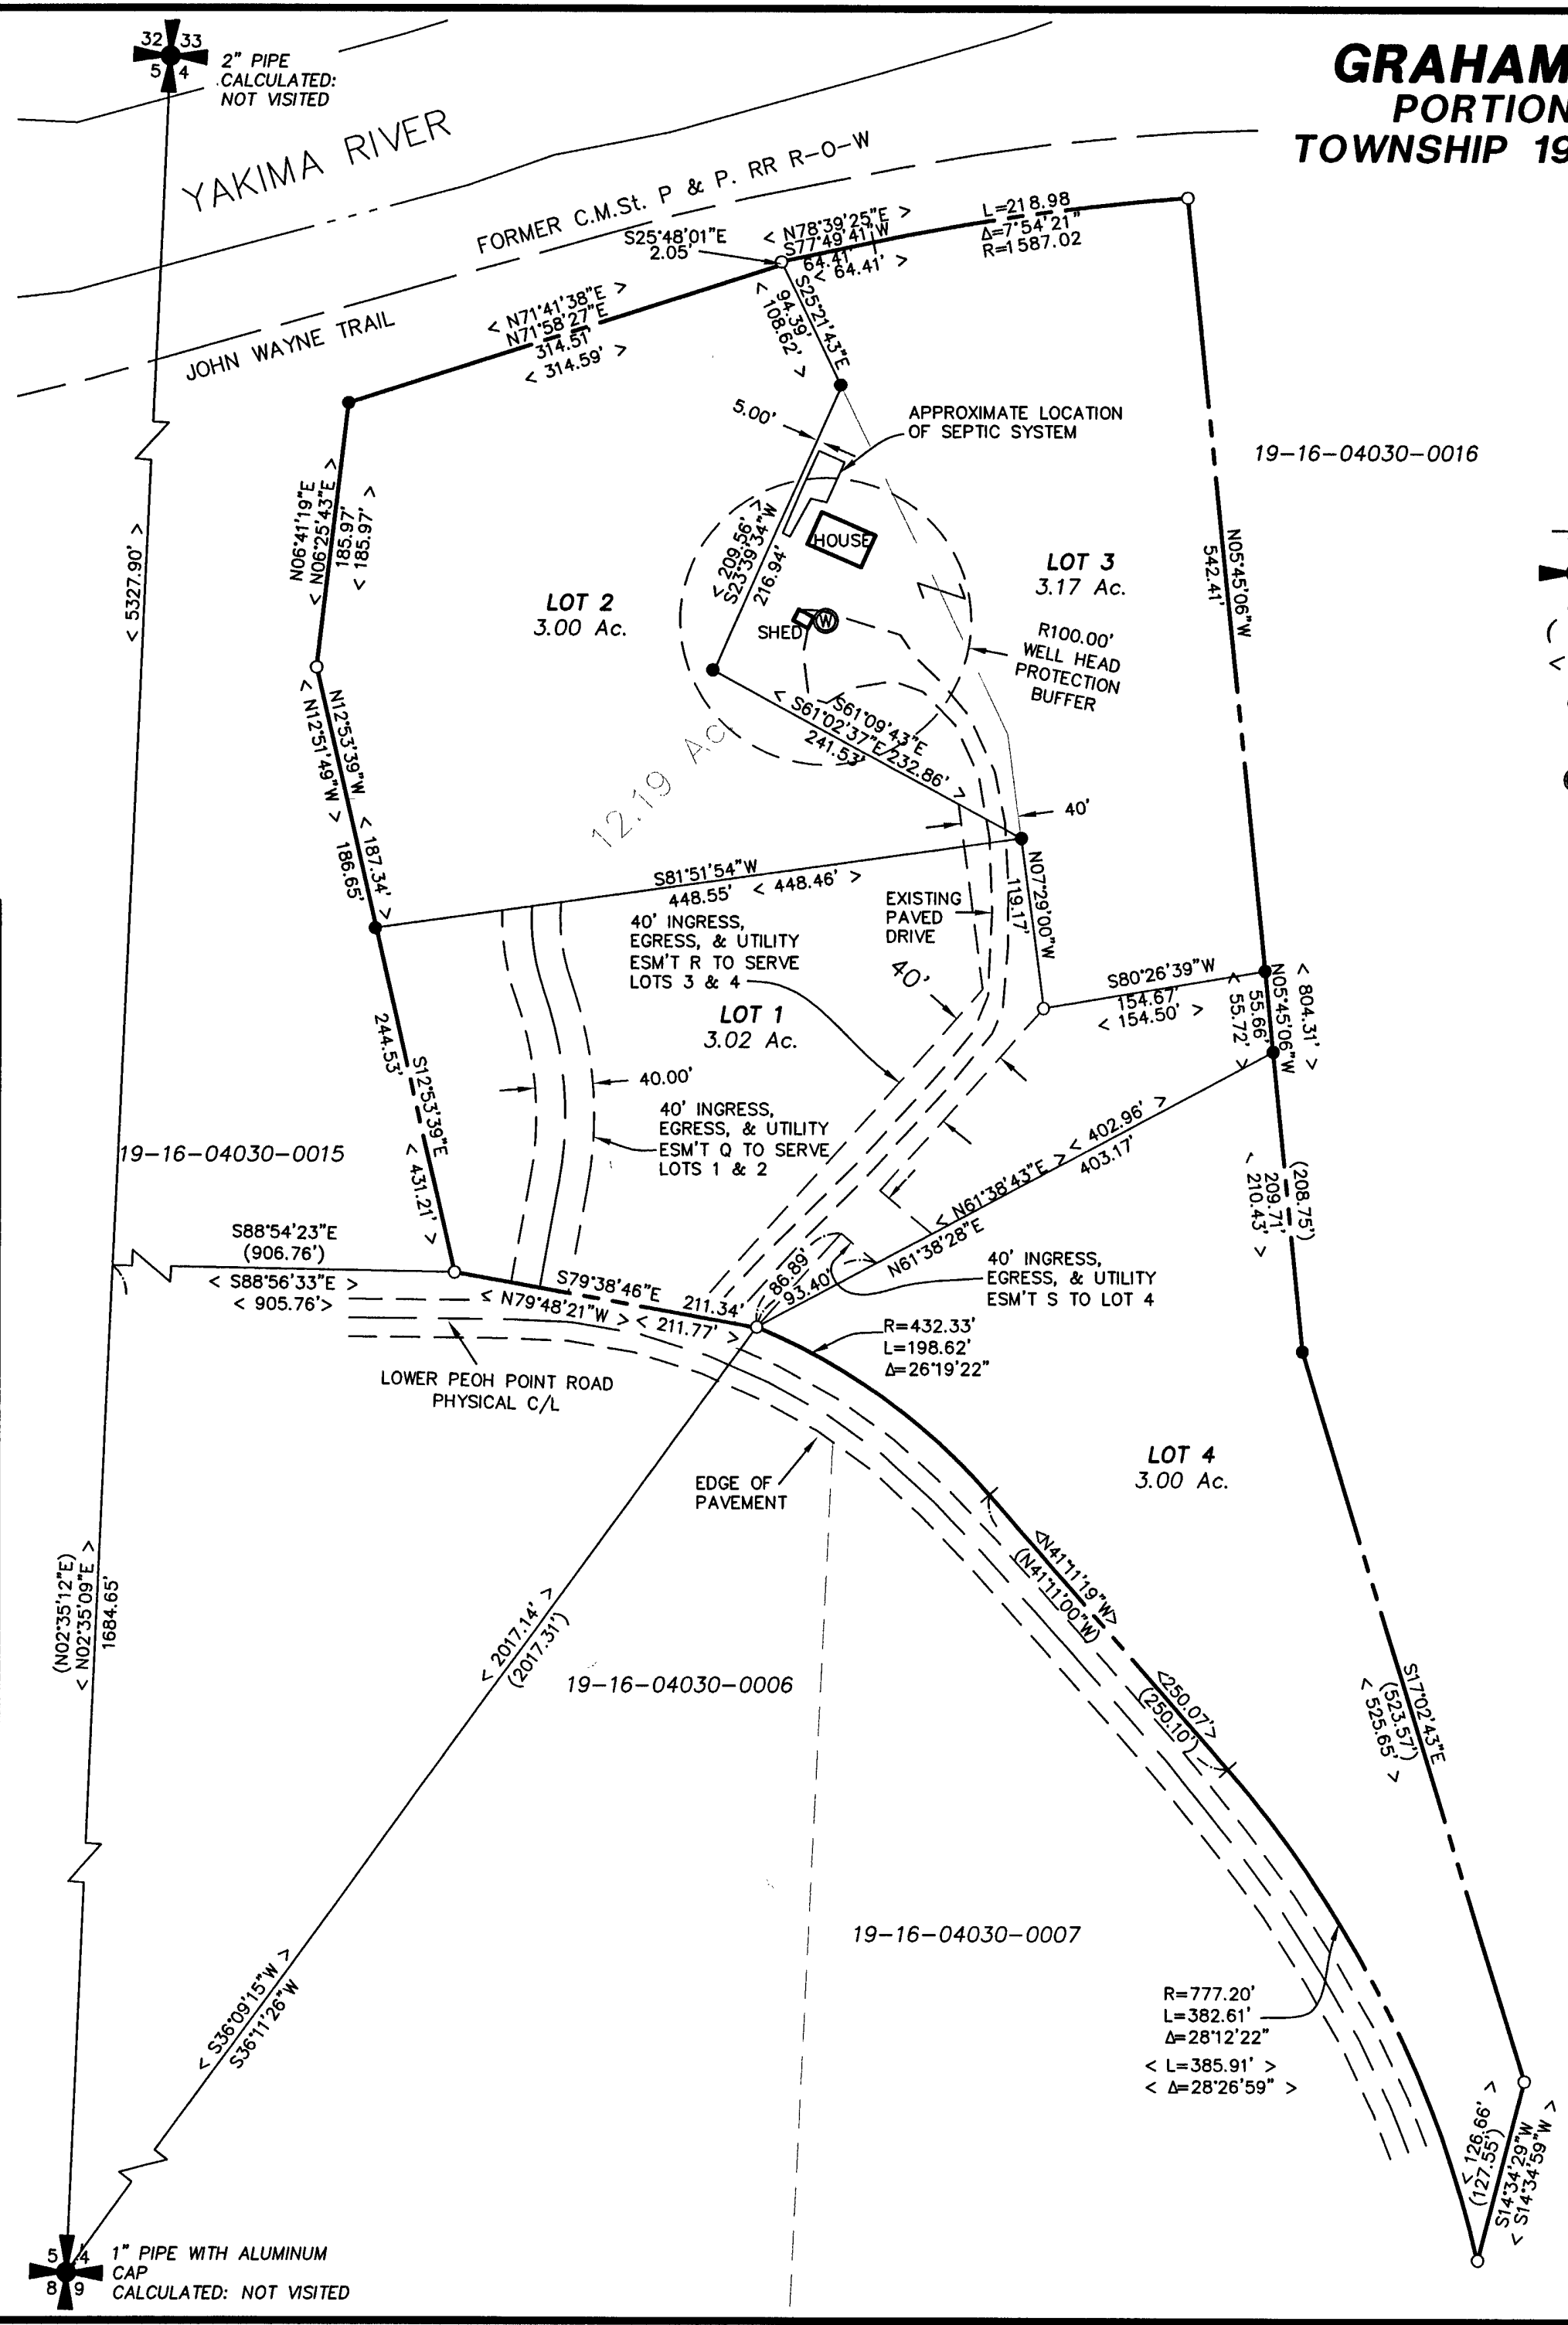 GRAHAM
PORTION
TOWNSHIP 19
32 33
5 4
2" PIPE
CALCULATED:
NOT VISITED
YAKIMA RIVER
FORMER C.M.St. P & P. RR R-O-W
JOHN WAYNE TRAIL
S25°48'01"E
2.05'
< N78°39'25"E >
S77°49'41"W
64.41'
< 64.41' >
L=218.98
Δ=7°54'21"
R=1587.02
< N71°41'38"E >
N71°58'27"E
314.51'
< 314.59' >
S25°21'43"E
94.39'
< 108.62' >
5.00'
APPROXIMATE LOCATION
OF SEPTIC SYSTEM
19-16-04030-0016
N06°41'19"E
< N06°25'43"E >
185.97'
< 185.97' >
< 5327.90' >
< 209.56' >
S23°39'34"W
216.94'
HOUSE
LOT 3
3.17 Ac.
N05°45'06"W
542.41'
LOT 2
3.00 Ac.
SHED
W
R100.00'
WELL HEAD
PROTECTION
BUFFER
N12°53'39"W
< N12°51'49"W >
< 187.34' >
186.65'
S61°09'43"E
< S61°02'37"E/232.86' >
241.53'
12.19 Ac.
40'
S81°51'54"W
448.55' < 448.46' >
N07°29'00"W
119.17'
EXISTING
PAVED
DRIVE
40' INGRESS,
EGRESS, & UTILITY
ESM'T R TO SERVE
LOTS 3 & 4
40'
S80°26'39"W
154.67'
< 154.50' >
< 804.31' >
N05°45'06"W
55.66'
< 55.72' >
LOT 1
3.02 Ac.
S12°53'39"E
244.53'
< 431.21' >
40.00'
40' INGRESS,
EGRESS, & UTILITY
ESM'T Q TO SERVE
LOTS 1 & 2
19-16-04030-0015
< N61°38'43"E > < 402.96' >
N61°38'28"E
403.17'
(208.75')
209.71'
< 210.43' >
S88°54'23"E
(906.76')
< S88°56'33"E >
< 905.76'>
S79°38'46"E
211.34'
< N79°48'21"W > < 211.77' >
86.89'
93.40'
40' INGRESS,
EGRESS, & UTILITY
ESM'T S TO LOT 4
R=432.33'
L=198.62'
Δ=26°19'22"
LOWER PEOH POINT ROAD
PHYSICAL C/L
EDGE OF
PAVEMENT
LOT 4
3.00 Ac.
<N41°11'19"W>
(N41°11'00"W)
<250.07'>
(250.10')
(N02°35'12"E)
< N02°35'09"E >
1684.65'
< 2017.14' >
(2017.31')
19-16-04030-0006
S17°02'43"E
(523.57')
< 525.65' >
19-16-04030-0007
< S36°09'15"W >
S36°11'26"W
R=777.20'
L=382.61'
Δ=28°12'22"
< L=385.91' >
< Δ=28°26'59" >
< 126.66' >
(127.55')
S14°34'29"W
< S14°34'59"W >
5 4
8 9
1" PIPE WITH ALUMINUM
CAP
CALCULATED: NOT VISITED